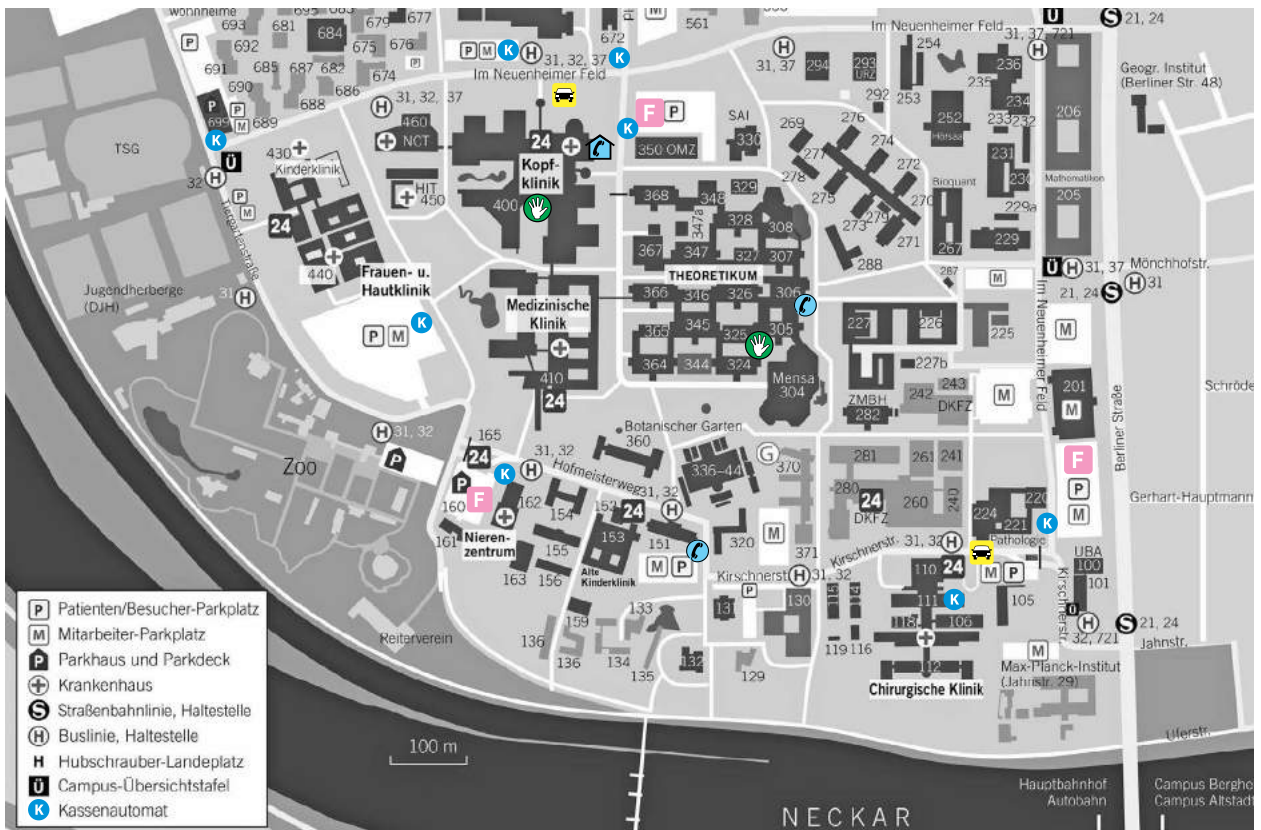 wohnheime
693
681
695
683
679
677
684
692
675
676
691
685
687
682
674
690
686
688
699
689
P
M
K
Ü
H
32
TSG
Tiergartenstraße
430
Kinderklinik
24
440
Frauen- u.
Hautklinik
31
Jugendherberge
(DJH)
P M K
31, 32, 37
460
NCT
HIT
450
P M K H
31, 32, 37
K
672
561
M
Im Neuenheimer Feld
24
Kopf-
klinik
400
Medizinische
Klinik
410
24
F P
K
350 OMZ
SAI
330
329
368
348
347a
328
308
367
347
327
307
THEORETIKUM
366
346
326
306
365
345
325
305
364
344
324
Mensa
304
H
31, 37
294
293
URZ
292
Im Neuenheimer Feld
254
253
252
Hörsaal
269
276
274
277
272
278
275
270
273
279
271
288
Bioquant
267
287
Ü
S 21, 24
31, 37, 721
H
236
235
234
233
232
231
230
229a
229
206
Mathematikon
205
Geogr. Institut
(Berliner Str. 48)
Ü H 31, 37
Mönchhofstr.
21, 24 S
H 31
M
Im Neuenheimer Feld
227
226
225
227b
243
242
DKFZ
ZMBH
282
M
M
201
M
Berliner Straße
Schröde
F
P
M
Gerhart-Hauptmann
281
261
241
280
24
DKFZ
260
240
224
220
221
K
Pathologie
Zoo
H 31, 32
P
165
24
160
F
K
H
31, 32
162
161
Nieren-
zentrum
163
Hofmeisterweg
154
155
156
152
24
153
Alte
Kinderklinik
31, 32
H
151
M P
159
Botanischer Garten
360
336–44
G
370
320
M
371
Kirschnerstr.
H 31, 32
Kirschnerstr.
P
131
130
115
114
119
116
31, 32 H
110
24
M P
111
K
118
106
105
112
Chirurgische Klinik
UBA
100
101
Kirschnerstr.
Ü
H
32, 721
S 21, 24
Jahnstr.
M
Max-Planck-Institut
(Jahnstr. 29)
Uferstr.
133
136
136
134
135
132
129
Reiterverein
P Patienten/Besucher-Parkplatz
M Mitarbeiter-Parkplatz
P Parkhaus und Parkdeck
Krankenhaus
S Straßenbahnlinie, Haltestelle
H Buslinie, Haltestelle
H Hubschrauber-Landeplatz
Ü Campus-Übersichtstafel
K Kassenautomat
100 m
NECKAR
Hauptbahnhof
Autobahn
Campus Berghe
Campus Altstadt